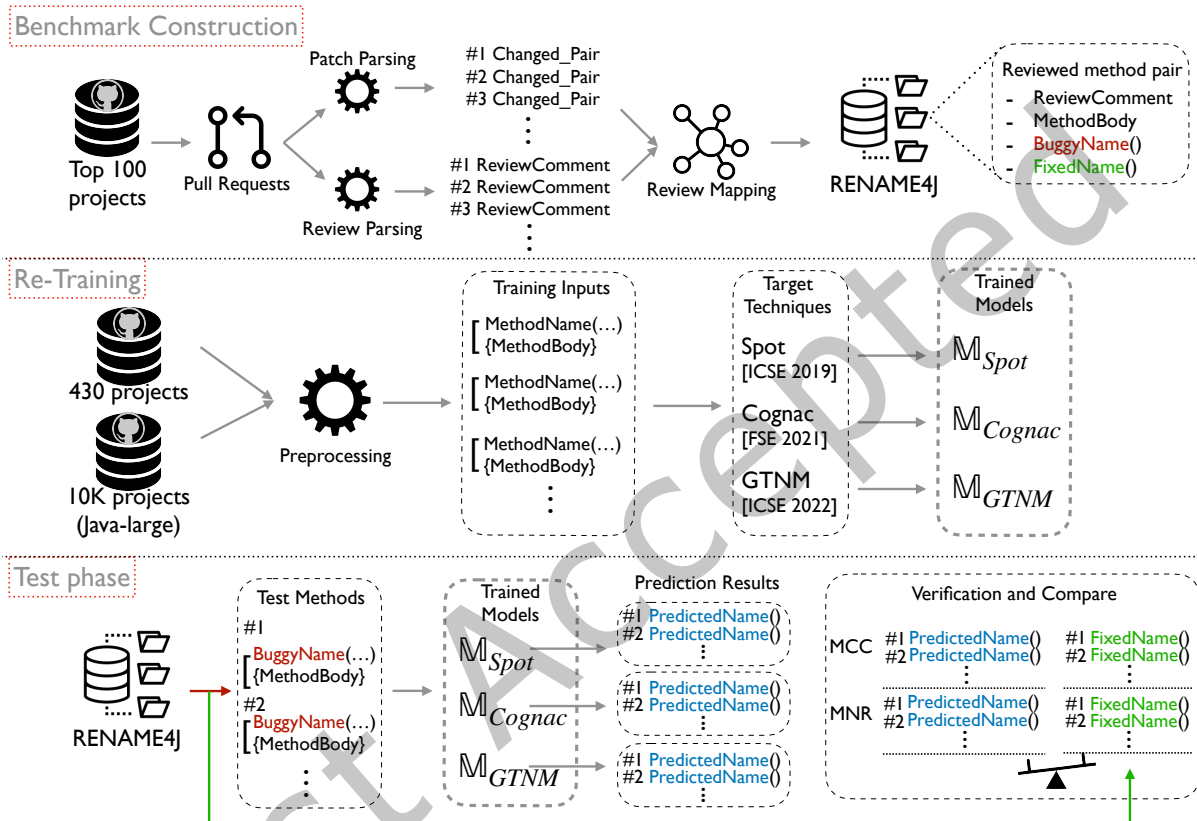 Benchmark Construction
Top 100
projects
Pull Requests
Patch Parsing
Review Parsing
#1 Changed_Pair
#2 Changed_Pair
#3 Changed_Pair
#1 ReviewComment
#2 ReviewComment
#3 ReviewComment
Review Mapping
RENAME4J
Reviewed method pair
- ReviewComment
- MethodBody
- BuggyName()
- FixedName()
Re-Training
430 projects
10K projects
(Java-large)
Preprocessing
Training Inputs
[ MethodName(...)
{MethodBody}
[ MethodName(...)
{MethodBody}
[ MethodName(...)
{MethodBody}
Target
Techniques
Spot
[ICSE 2019]
Cognac
[FSE 2021]
GTNM
[ICSE 2022]
Trained
Models
𝕄Spot
𝕄Cognac
𝕄GTNM
Test phase
RENAME4J
Test Methods
#1
[ BuggyName(...)
{MethodBody}
#2
[ BuggyName(...)
{MethodBody}
Trained
Models
𝕄Spot
𝕄Cognac
𝕄GTNM
Prediction Results
#1 PredictedName()
#2 PredictedName()
#1 PredictedName()
#2 PredictedName()
#1 PredictedName()
#2 PredictedName()
Verification and Compare
MCC
#1 PredictedName()
#2 PredictedName()
#1 FixedName()
#2 FixedName()
MNR
#1 PredictedName()
#2 PredictedName()
#1 FixedName()
#2 FixedName()
Accepted